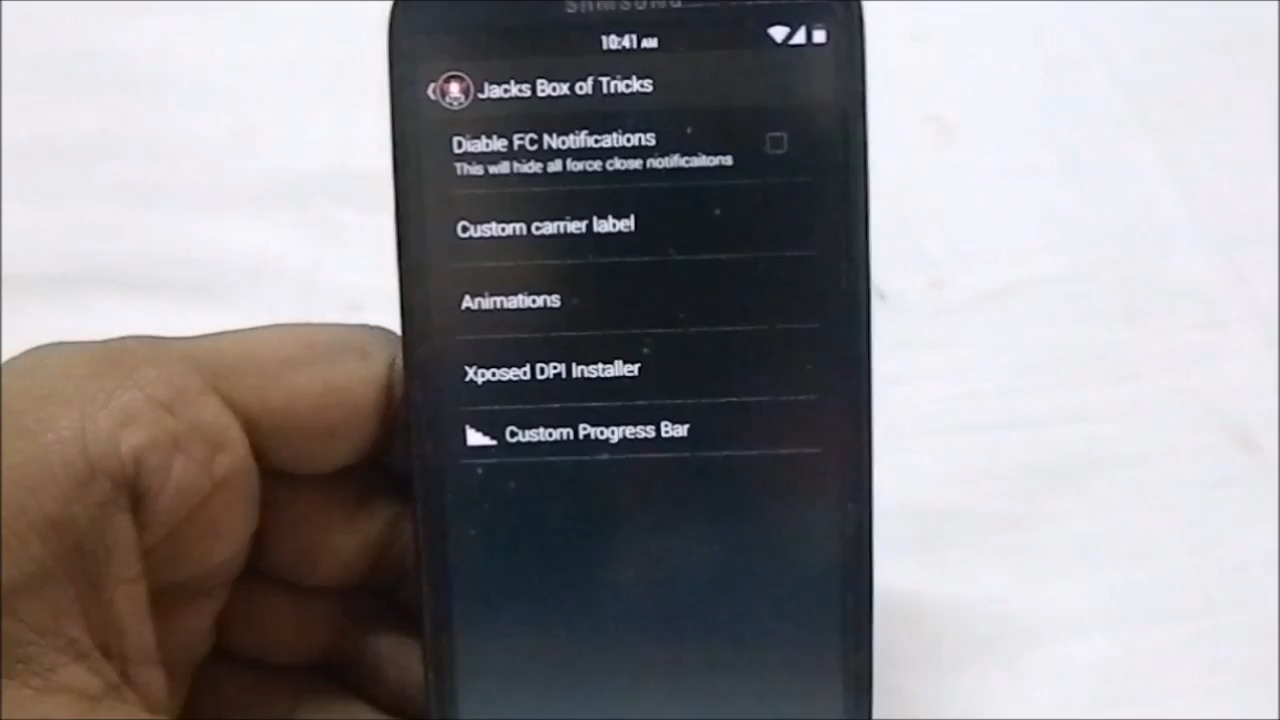 SAMSUNG
10:41 AM
Jacks Box of Tricks
Diable FC Notifications
This will hide all force close notificaitons
Custom carrier label
Animations
Xposed DPI Installer
Custom Progress Bar